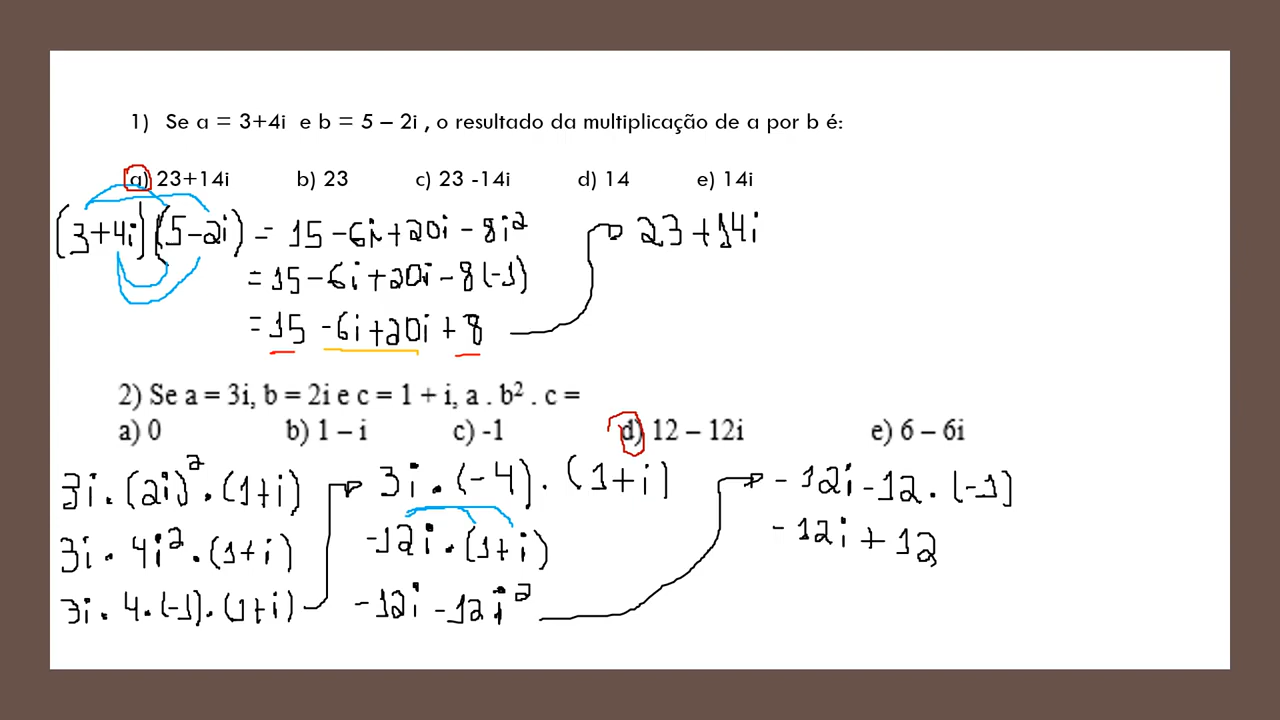 1) Se a = 3+4i e b = 5 – 2i , o resultado da multiplicação de a por b é:
a) 23+14i b) 23 c) 23 -14i d) 14 e) 14i
(3+4i)(5-2i) = 15 -6i+20i - 8i² 23 +14i
= 15 - 6i +20i - 8(-1)
= 15 -6i+20i + 8
2) Se a = 3i, b = 2i e c = 1 + i, a . b² . c =
a) 0 b) 1 – i c) -1 d) 12 – 12i e) 6 – 6i
3i . (2i)² . (1+i)
3i . 4i² . (1+i)
3i . 4.(-1).(1+i)
3i . (-4) . (1+i)
-12i . (1+i)
-12i -12i²
- 12i -12 . (-1)
- 12i + 12